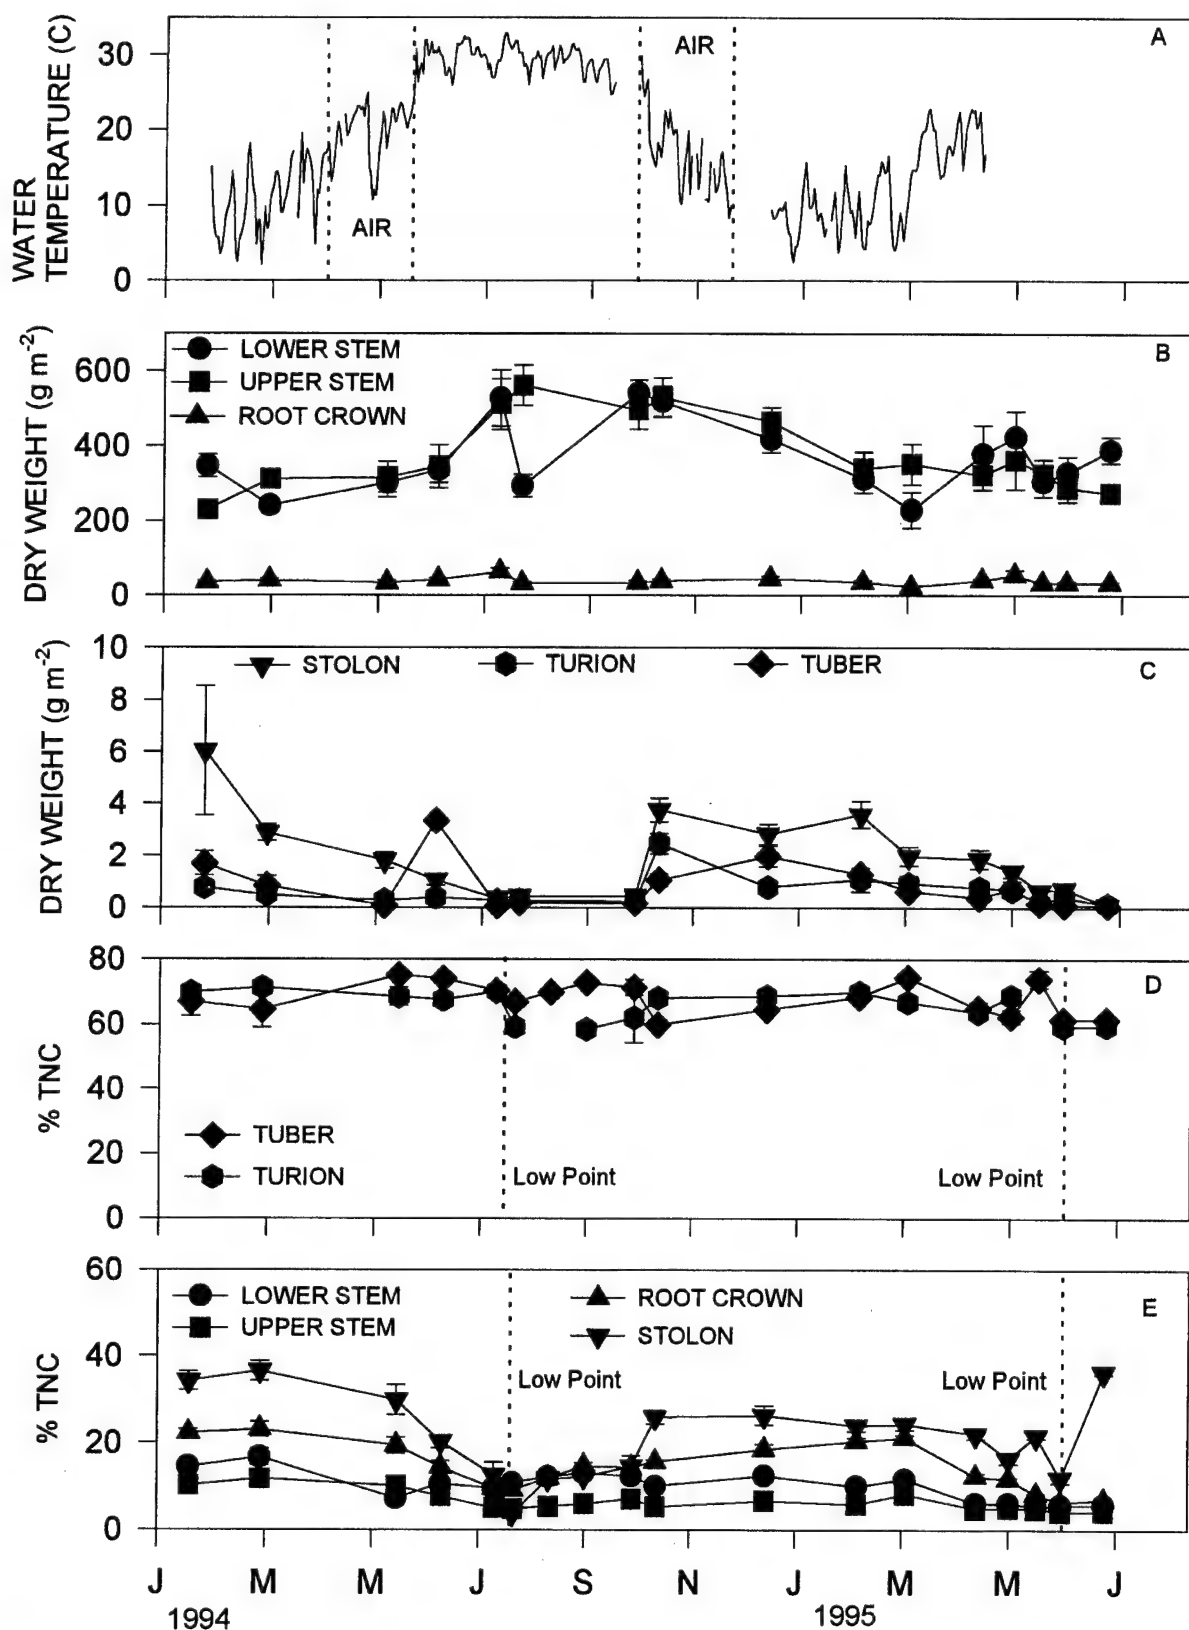 A
WATER
TEMPERATURE (C)
30
20
10
0
AIR
AIR
B
DRY WEIGHT (g m-2)
600
400
200
0
LOWER STEM
UPPER STEM
ROOT CROWN
C
DRY WEIGHT (g m-2)
10
8
6
4
2
0
STOLON TURION TUBER
D
% TNC
80
60
40
20
0
TUBER
TURION
Low Point Low Point
E
% TNC
60
40
20
0
LOWER STEM ROOT CROWN
UPPER STEM STOLON
Low Point Low Point
J M M J S N J M M J
1994 1995